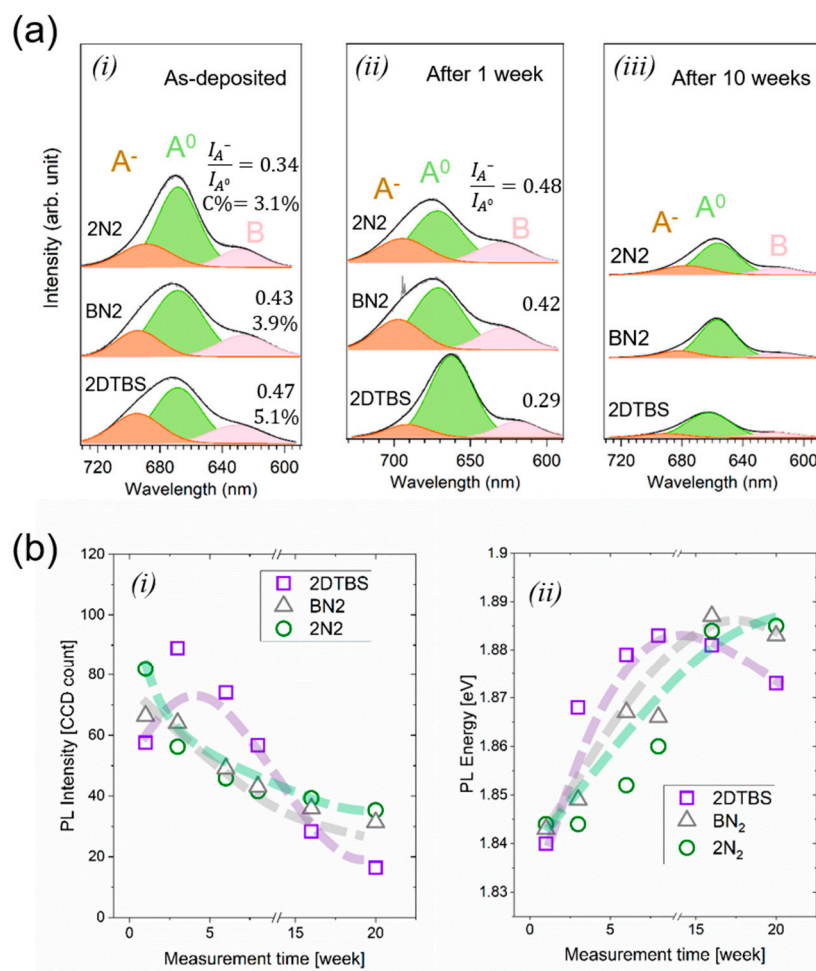 (a)
(i) As-deposited
A⁻ A⁰ I_A⁻/I_A⁰ = 0.34
C%= 3.1%
B
2N2
BN2 0.43
3.9%
2DTBS 0.47
5.1%
720 680 640 600
Wavelength (nm)
Intensity (arb. unit)
(ii) After 1 week
A⁻ A⁰ I_A⁻/I_A⁰ = 0.48
B
2N2
BN2 0.42
2DTBS 0.29
700 650 600
Wavelength (nm)
(iii) After 10 weeks
A⁻ A⁰
B
2N2
BN2
2DTBS
720 680 640 600
Wavelength (nm)
(b)
(i)
2DTBS
BN2
2N2
120
100
80
60
40
20
0
PL Intensity [CCD count]
0 5 15 20
Measurement time [week]
(ii)
2DTBS
BN₂
2N₂
1.9
1.89
1.88
1.87
1.86
1.85
1.84
1.83
PL Energy [eV]
0 5 15 20
Measurement time [week]